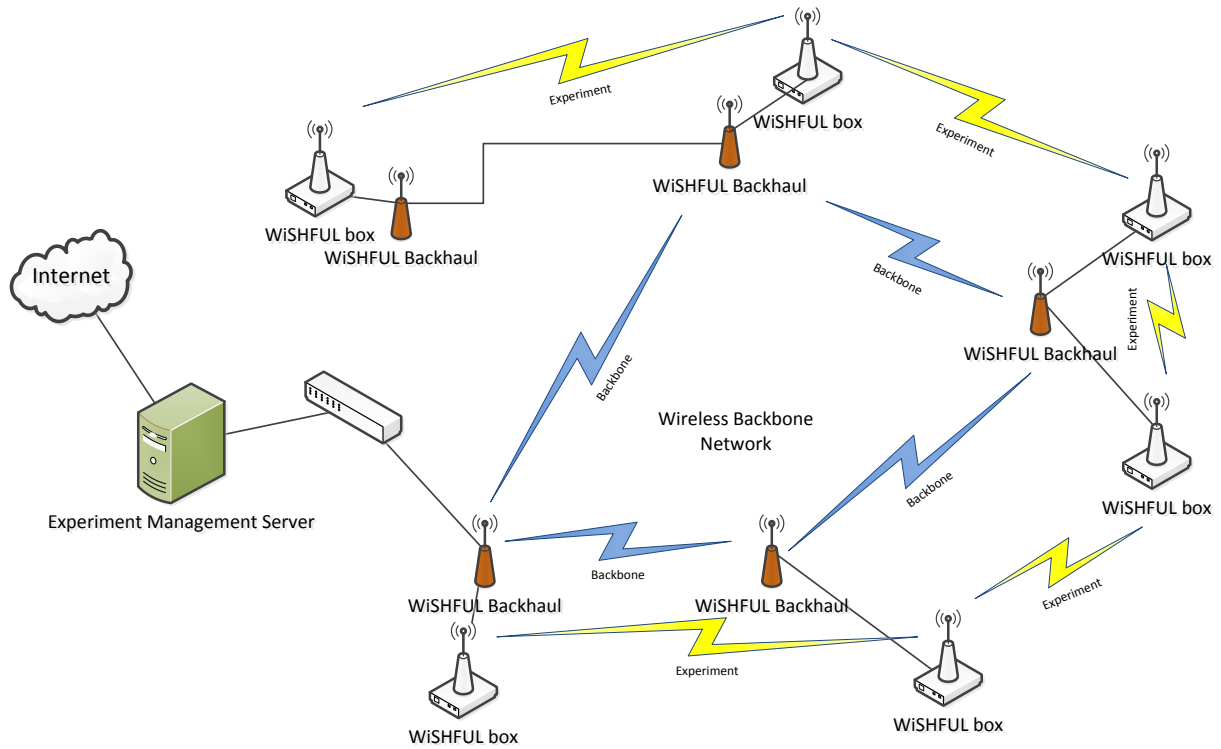 Experiment
WiSHFUL box
Experiment
WiSHFUL Backhaul
WiSHFUL box
WiSHFUL Backhaul
WiSHFUL box
Internet
Backbone
Experiment
WiSHFUL Backhaul
Backbone
Wireless Backbone
Network
Backbone
WiSHFUL box
Experiment Management Server
Backbone
Experiment
WiSHFUL Backhaul
WiSHFUL Backhaul
Experiment
WiSHFUL box
WiSHFUL box